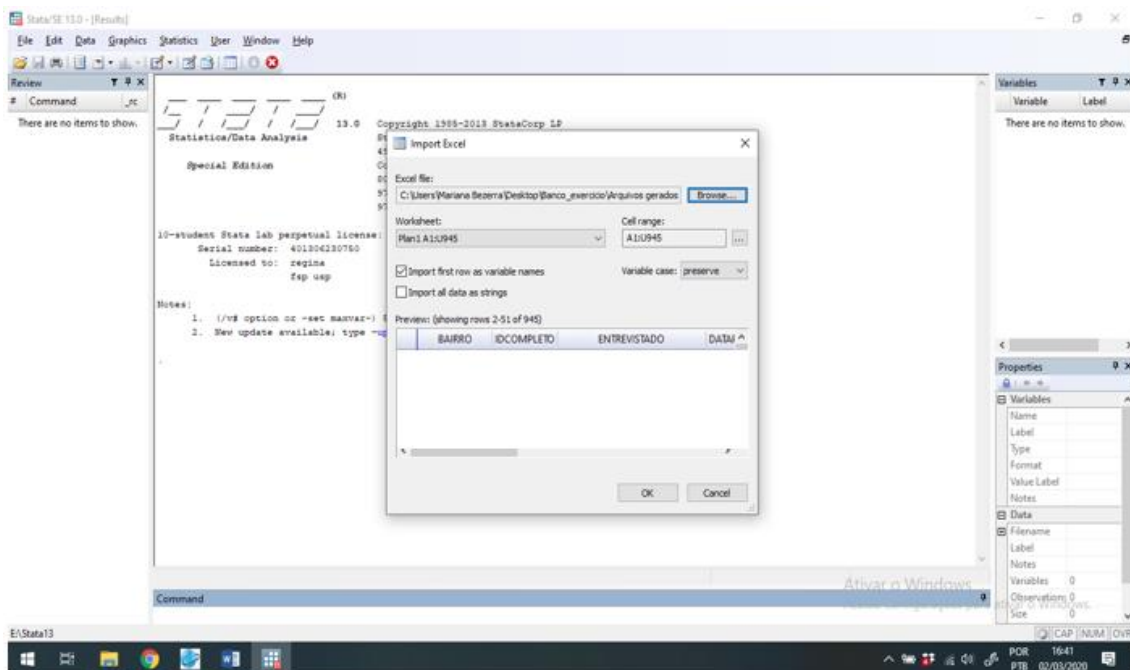 Stata/SE 13.0 - [Results]
File Edit Data Graphics Statistics User Window Help
Review
# Command _rc
There are no items to show.
(R)
13.0 Copyright 1985-2013 StataCorp LP
Statistics/Data Analysis
Special Edition
10-student Stata lab perpetual license:
Serial number: 401306230750
Licensed to: regina
fsp usp
Notes:
1. (/v# option or -set maxvar-)
2. New update available; type
Import Excel
Excel file:
C:\Users\Mariana Bezerra\Desktop\Banco_exercicio\Arquivos gerados
Browse...
Worksheet:
Cell range:
Plan1 A1:U945
A1:U945
...
Import first row as variable names
Variable case: preserve
Import all data as strings
Preview: (showing rows 2-51 of 945)
BAIRRO IDCOMPLETO ENTREVISTADO
OK Cancel
Variables
Variable Label
There are no items to show.
Properties
Variables
Name
Label
Type
Format
Value Label
Notes
Data
Filename
Label
Notes
Variables 0
Observations 0
Size 0
Ativar o Windows
Command
E:\Stata13
CAP NUM OVR
POR 16:41
PTB 02/03/2020